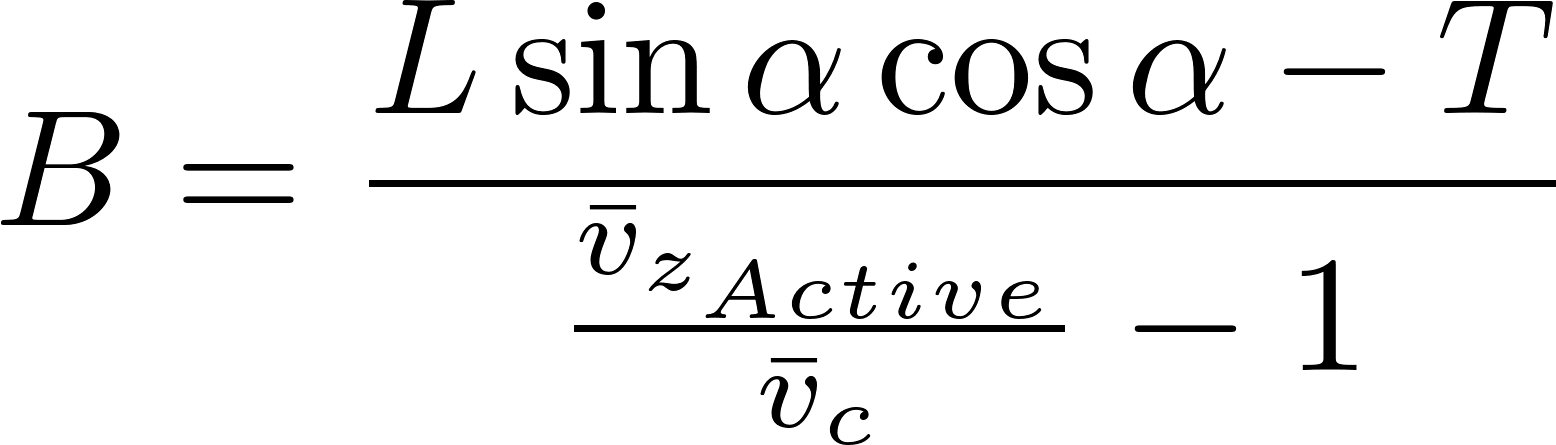 B = \frac{L \sin \alpha \cos \alpha - T}{\frac{\bar{v}_{z_{Active}}}{\bar{v}_c} - 1}